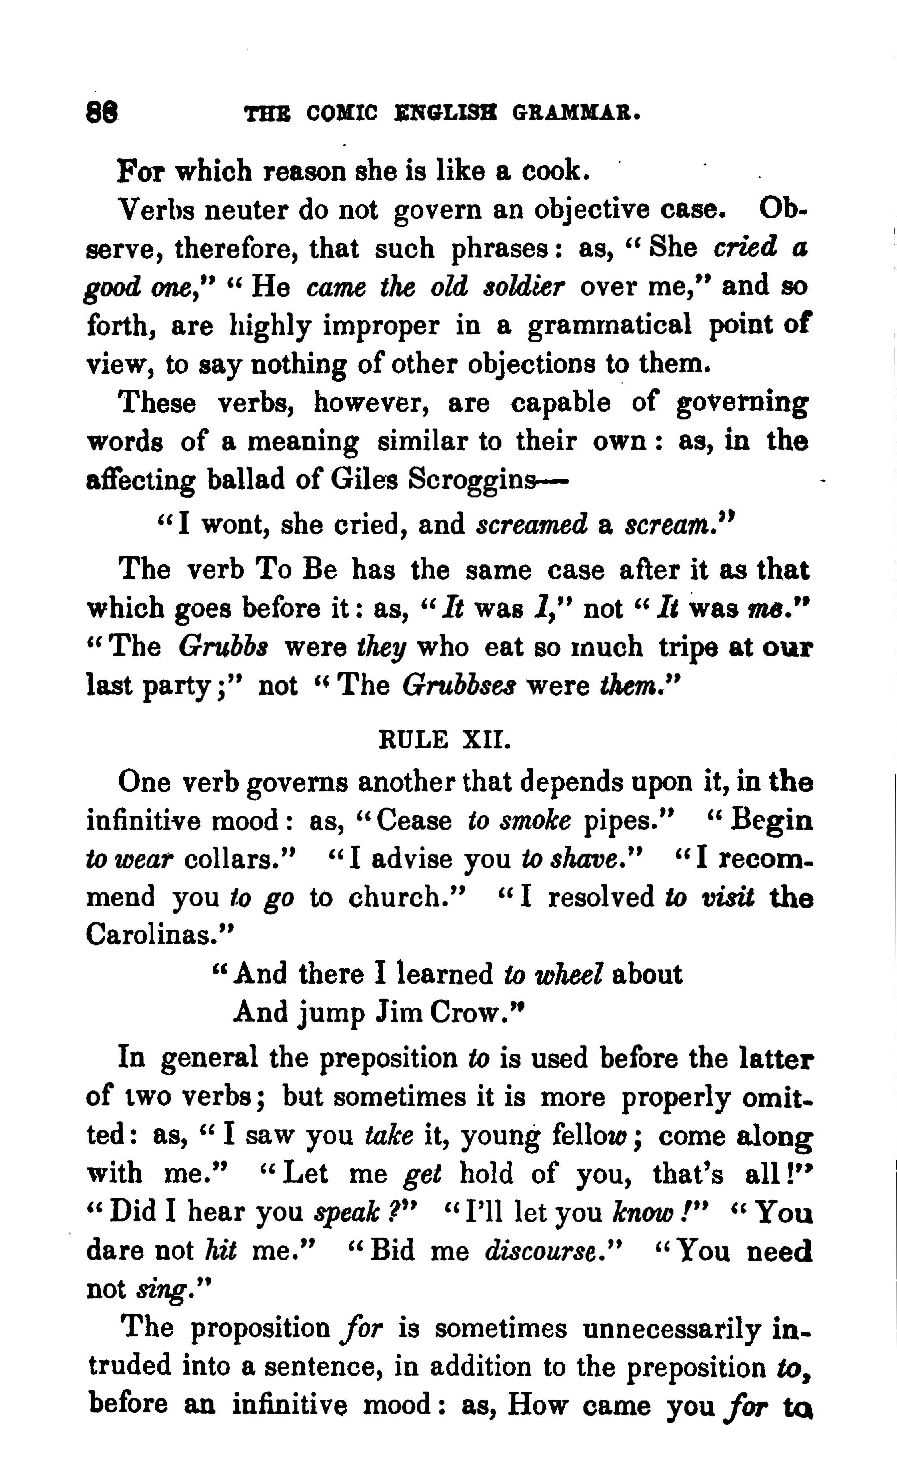 88 THE COMIC ENGLISH GRAMMAR.
For which reason she is like a cook.
Verbs neuter do not govern an objective case. Ob-
serve, therefore, that such phrases: as, “She cried a
good one,” “He came the old soldier over me,” and so
forth, are highly improper in a grammatical point of
view, to say nothing of other objections to them.
These verbs, however, are capable of governing
words of a meaning similar to their own: as, in the
affecting ballad of Giles Scroggins—
“I wont, she cried, and screamed a scream.”
The verb To Be has the same case after it as that
which goes before it: as, “It was I,” not “It was me.”
“The Grubbs were they who eat so much tripe at our
last party;” not “The Grubbses were them.”
RULE XII.
One verb governs another that depends upon it, in the
infinitive mood: as, “Cease to smoke pipes.” “Begin
to wear collars.” “I advise you to shave.” “I recom-
mend you to go to church.” “I resolved to visit the
Carolinas.”
“And there I learned to wheel about
And jump Jim Crow.”
In general the preposition to is used before the latter
of two verbs; but sometimes it is more properly omit-
ted: as, “I saw you take it, young fellow; come along
with me.” “Let me get hold of you, that’s all!”
“Did I hear you speak?” “I’ll let you know!” “You
dare not hit me.” “Bid me discourse.” “You need
not sing.”
The proposition for is sometimes unnecessarily in-
truded into a sentence, in addition to the preposition to,
before an infinitive mood: as, How came you for to